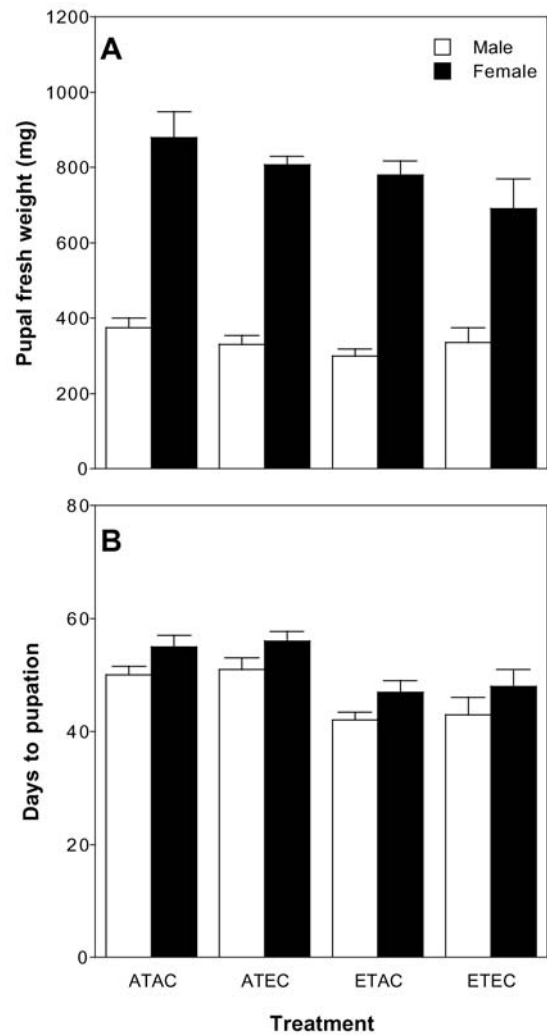 A
Male
Female
1200
1000
800
600
400
200
0
Pupal fresh weight (mg)
B
80
60
40
20
0
Days to pupation
ATAC ATEC ETAC ETEC
Treatment